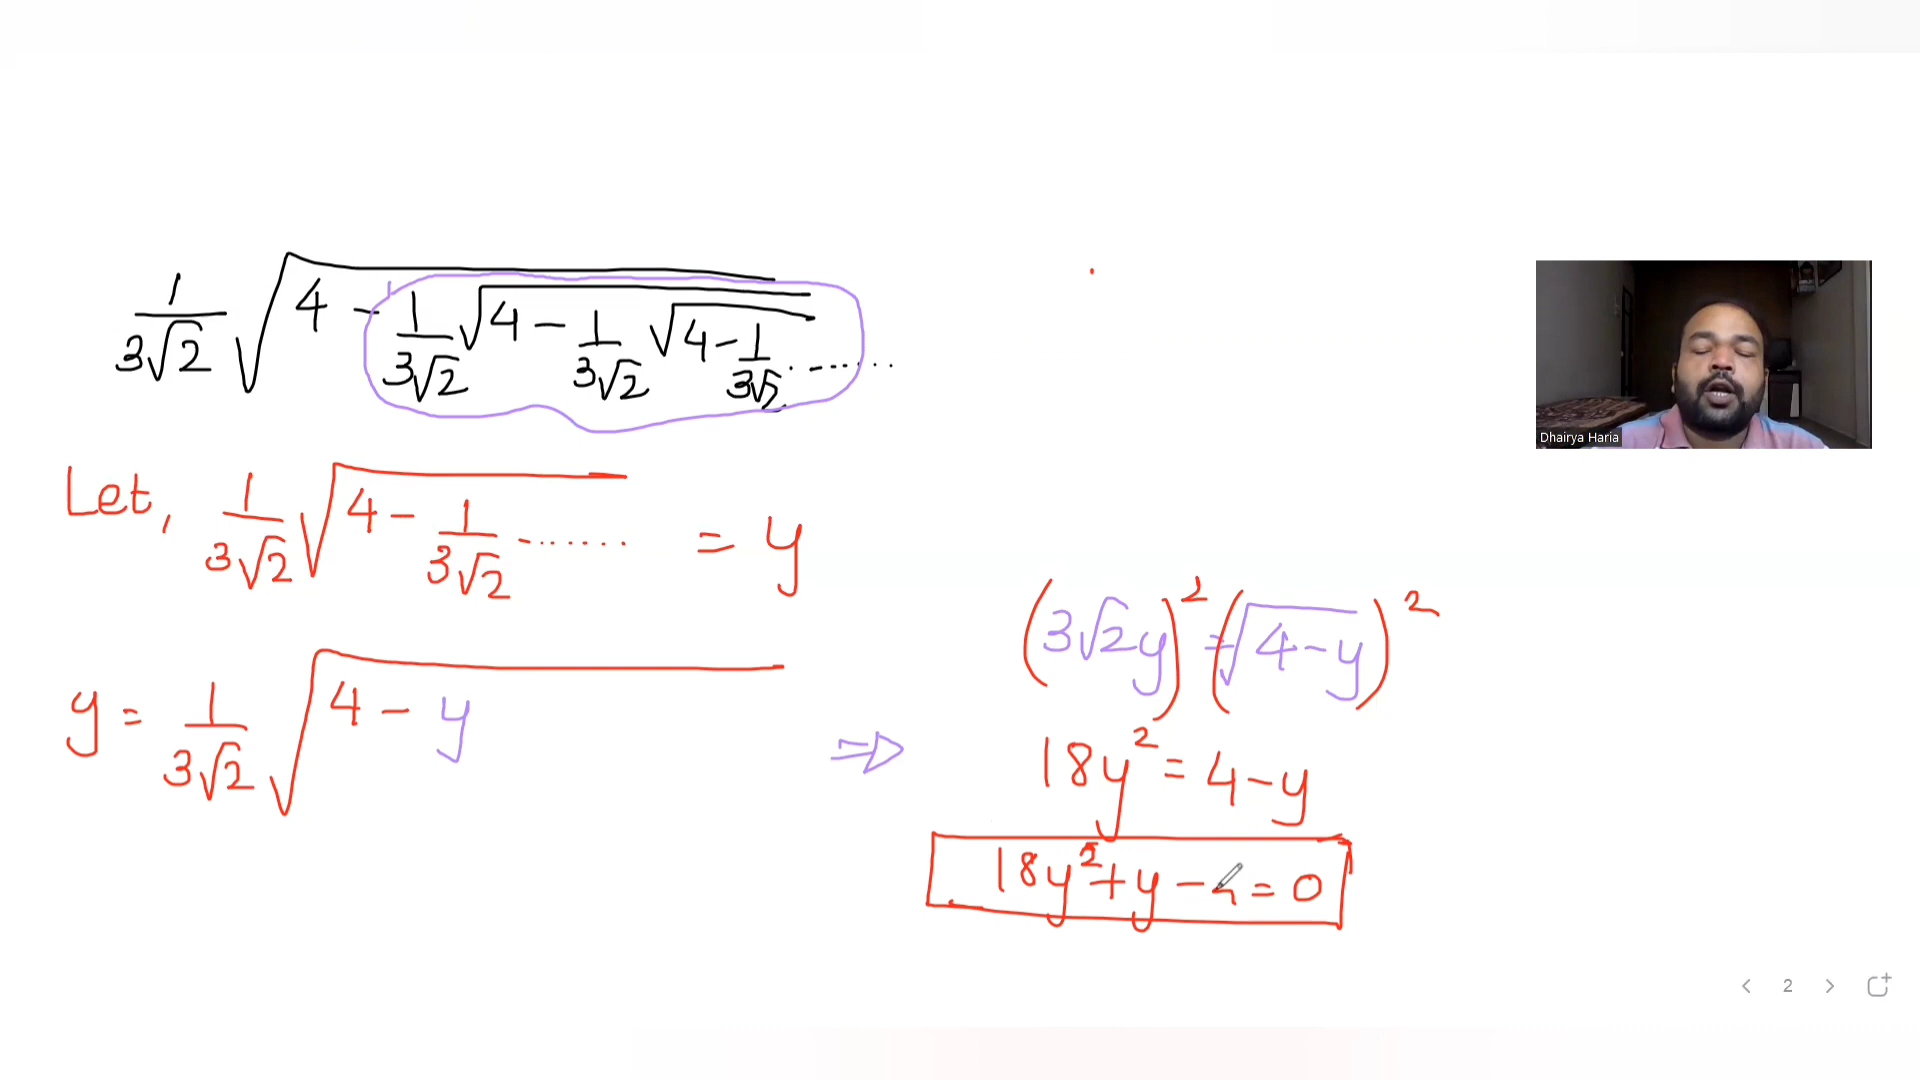 1/(3√2) √(4 - 1/(3√2) √(4 - 1/(3√2) √(4 - 1/(3√2) ........
Let, 1/(3√2) √(4 - 1/(3√2) ........) = y
y = 1/(3√2) √(4 - y)
⇒
(3√2y)² = (√(4-y))²
18y² = 4-y
18y²+y-4=0
Dhairya Haria
2